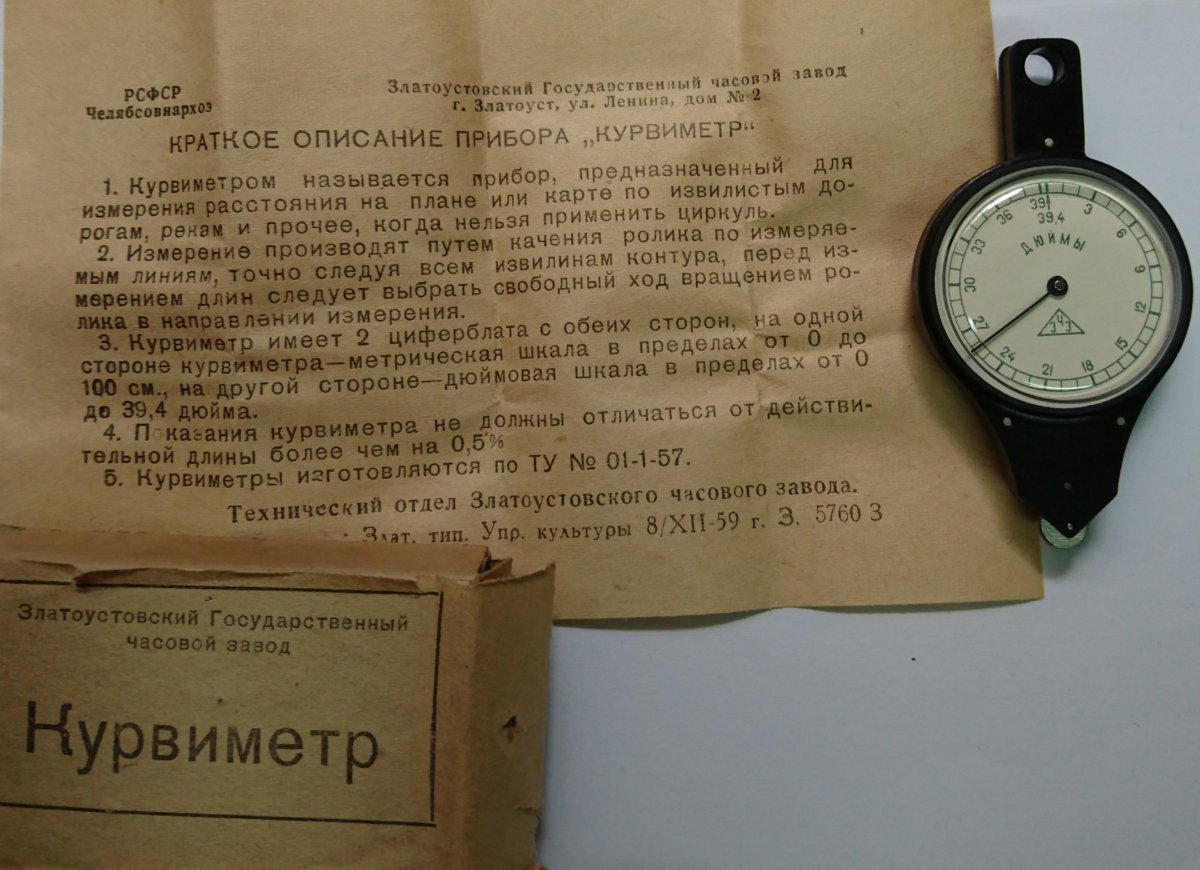 РСФСР
Челябсовнархоз
Златоустовский Государственный часовой завод
г. Златоуст, ул. Ленина, дом № 2
КРАТКОЕ ОПИСАНИЕ ПРИБОРА „КУРВИМЕТР“
1. Курвиметром называется прибор, предназначенный для
измерения расстояния на плане или карте по извилистым до-
рогам, рекам и прочее, когда нельзя применить циркуль.
2. Измерение производят путем качения ролика по измеряе-
мым линиям, точно следуя всем извилинам контура, перед из-
мерением длин следует выбрать свободный ход вращением ро-
лика в направлении измерения.
3. Курвиметр имеет 2 циферблата с обеих сторон, на одной
стороне курвиметра—метрическая шкала в пределах от 0 до
100 см., на другой стороне—дюймовая шкала в пределах от 0
до 39,4 дюйма.
4. Показания курвиметра не должны отличаться от действи-
тельной длины более чем на 0,5%
5. Курвиметры изготовляются по ТУ № 01-1-57.
Технический отдел Златоустовского часового завода.
Злат. тип. Упр. культуры 8/XII-59 г. З. 5760 З
Златоустовский Государственный
часовой завод
Курвиметр
39
39,4
3
6
6
12
15
18
21
24
27
30
33
36
ДЮЙМЫ
ЗЧЗ